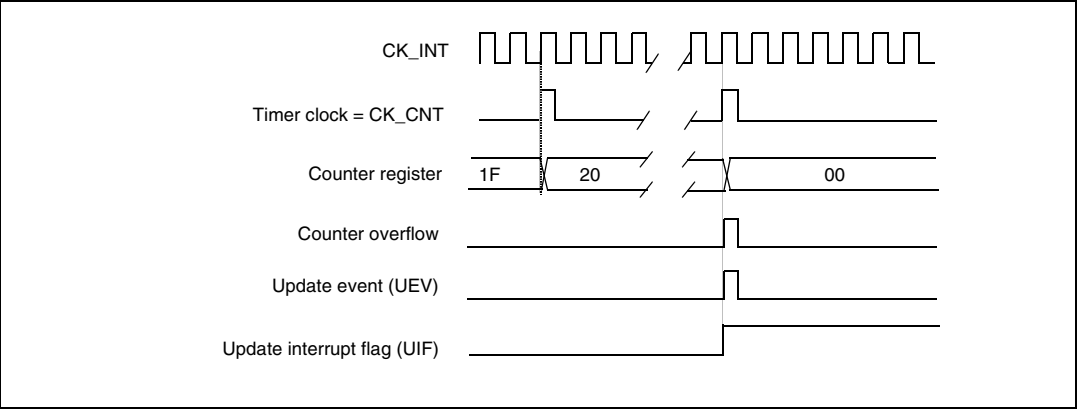 CK_INT
Timer clock = CK_CNT
Counter register 1F 20 00
Counter overflow
Update event (UEV)
Update interrupt flag (UIF)